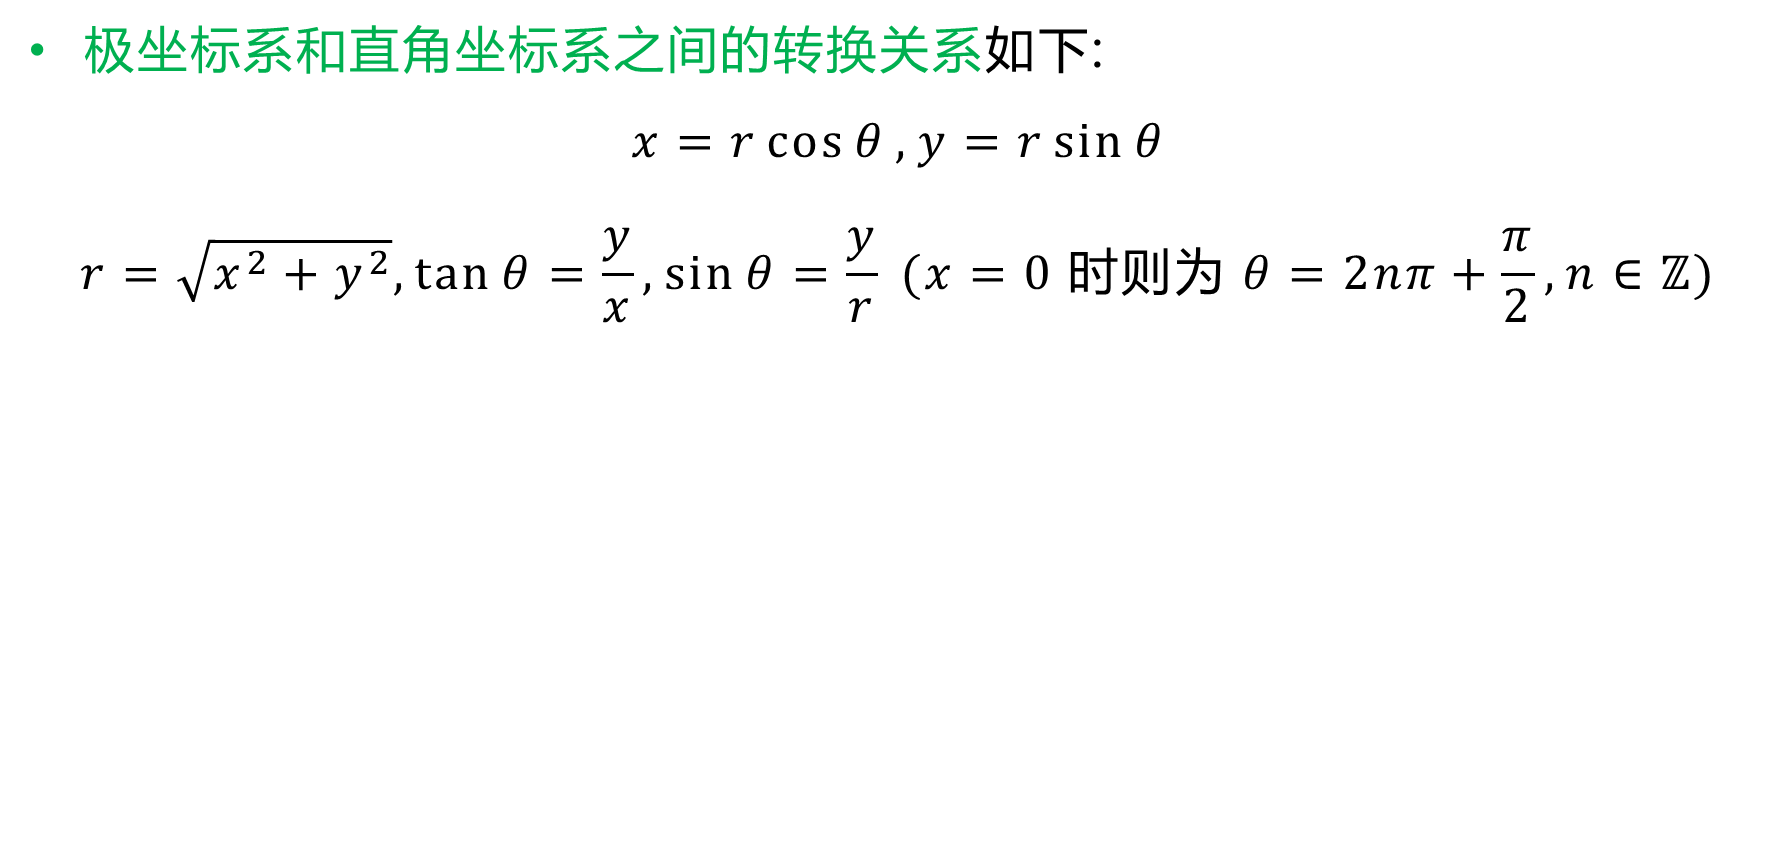 • 极坐标系和直角坐标系之间的转换关系如下:
x = r cos θ , y = r sin θ
r = √(x² + y²), tan θ = y/x, sin θ = y/r (x = 0 时则为 θ = 2nπ + π/2, n ∈ ℤ)